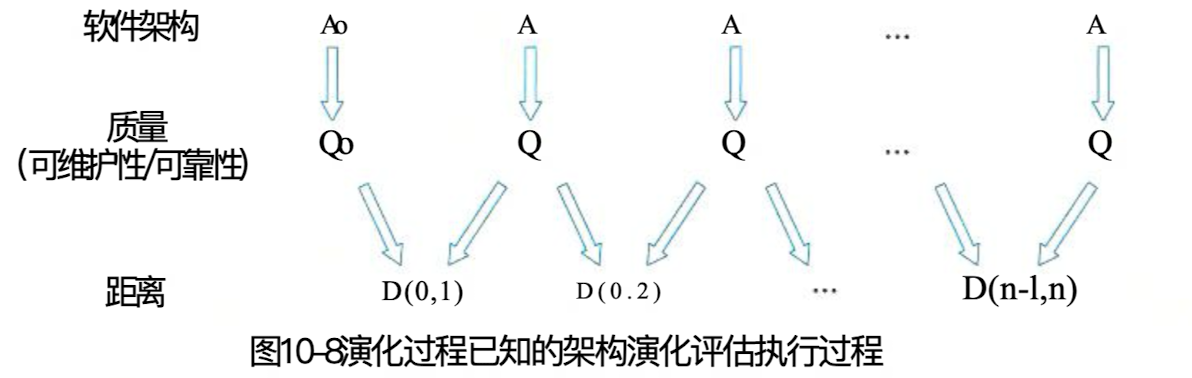 软件架构 Ao A A ... A
质量 Qo Q Q ... Q
(可维护性/可靠性)
距离 D(0,1) D(0.2) ... D(n-l,n)
图10-8演化过程已知的架构演化评估执行过程